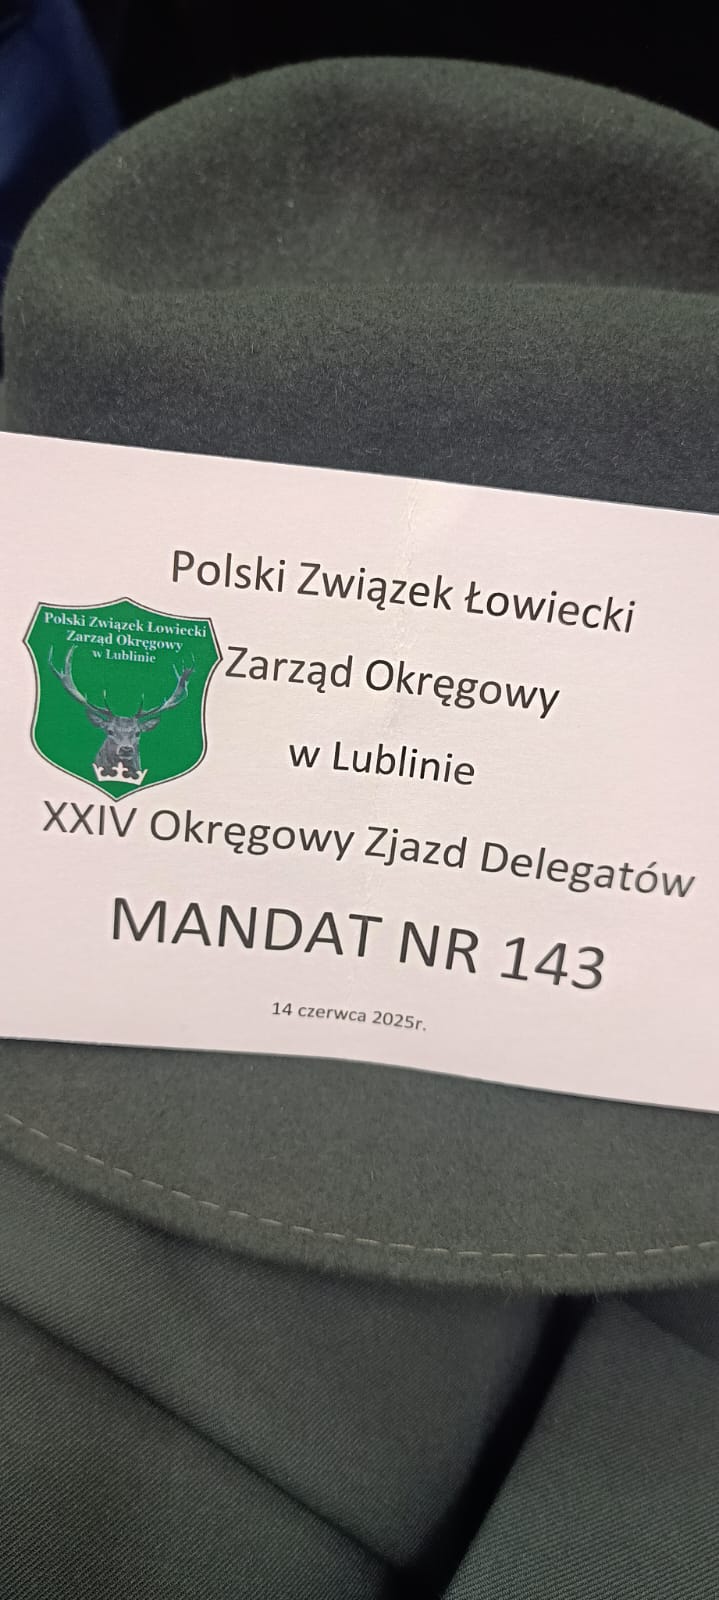 Polski Związek Łowiecki
Polski Związek Łowiecki
Zarząd Okręgowy
w Lublinie
Zarząd Okręgowy
w Lublinie
XXIV Okręgowy Zjazd Delegatów
MANDAT NR 143
14 czerwca 2025r.